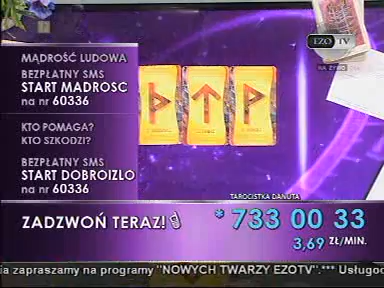 MĄDROŚĆ LUDOWA
BEZPŁATNY SMS
START MADROSC
na nr 60336
KTO POMAGA?
KTO SZKODZI?
BEZPŁATNY SMS
START DOBROIZLO
na nr 60336
EZO TV
NA ŻYWO
TAROCISTKA DANUTA
ZADZWOŃ TERAZ!
*733 00 33
3,69 ZŁ/MIN.
ia zapraszamy na programy "NOWYCH TWARZY EZOTV".*** Usługod